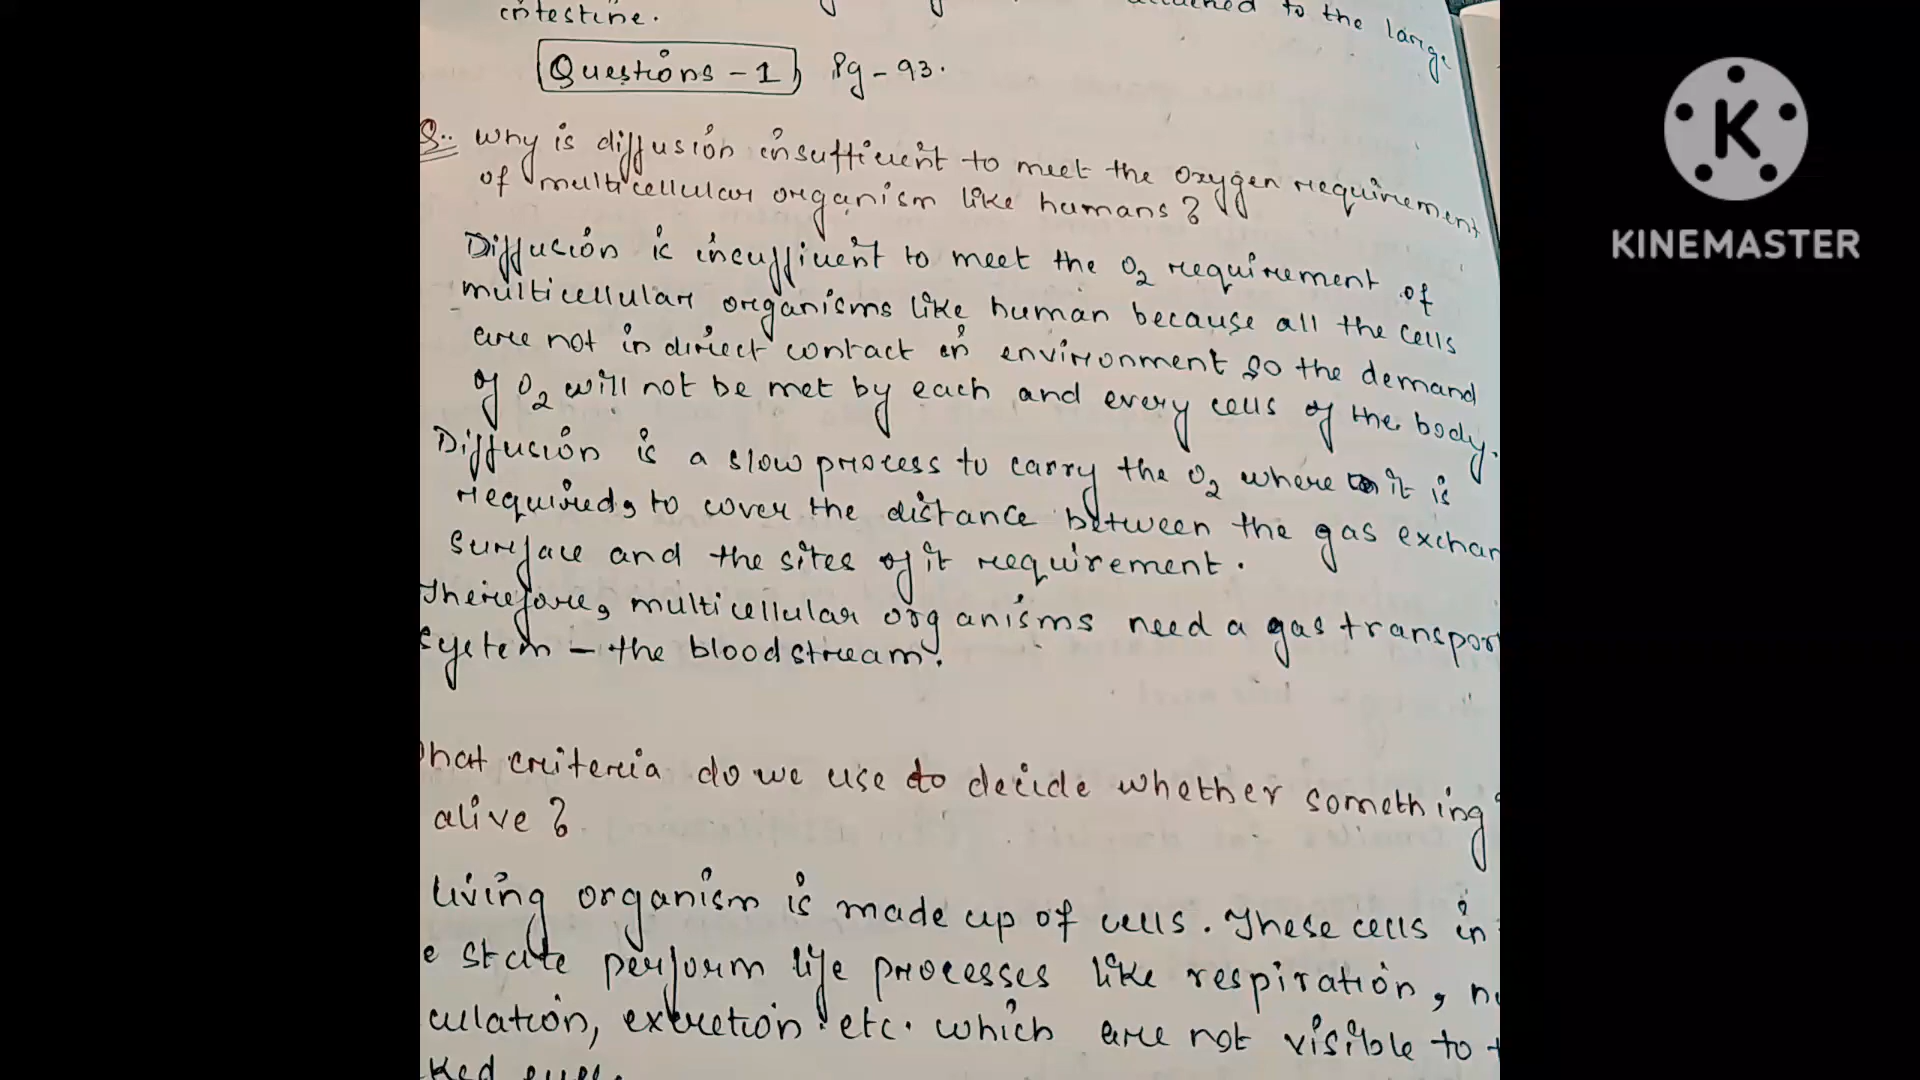 intestine. attached to the large
Questions - 1 Pg - 93.
Q.. Why is diffusion insufficient to meet the oxygen requirement
of multicellular organism like humans?
Diffusion is insufficient to meet the O2 requirement of
multicellular organisms like human because all the cells
are not in direct contact in environment so the demand
of O2 will not be met by each and every cells of the body.
Diffusion is a slow process to carry the O2 where it is
required, to cover the distance between the gas exchan
surface and the sites of it requirement.
Therefore, multicellular organisms need a gas transpor
system - the bloodstream.
hat criteria do we use to decide whether something
alive?
living organism is made up of cells. These cells in
e state perform life processes like respiration, n
culation, excretion etc. which are not visible to t
ked eyes.
KINEMASTER